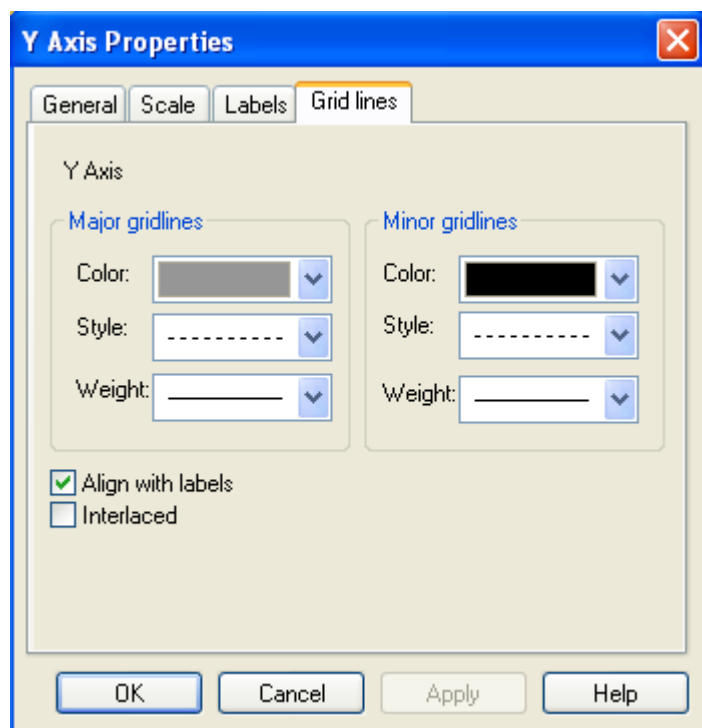 Y Axis Properties
General Scale Labels Grid lines
Y Axis
Major gridlines
Color:
Style:
Weight:
Minor gridlines
Color:
Style:
Weight:
Align with labels
Interlaced
OK Cancel Apply Help